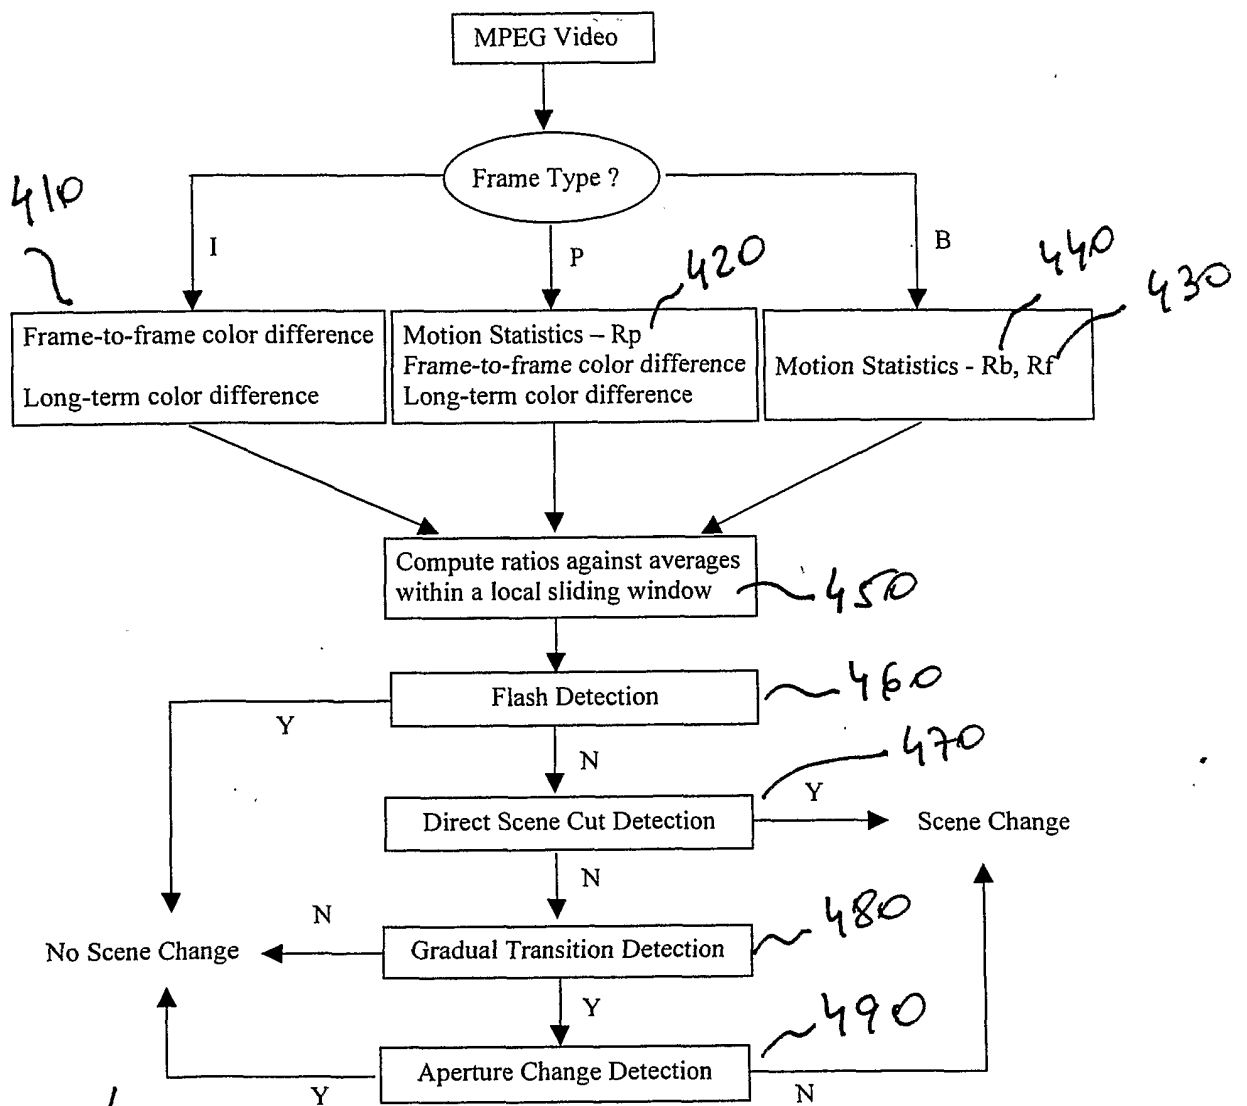 MPEG Video
Frame Type ?
410
I
P
B
420
440
430
Frame-to-frame color difference
Long-term color difference
Motion Statistics – Rp
Frame-to-frame color difference
Long-term color difference
Motion Statistics - Rb, Rf
Compute ratios against averages
within a local sliding window
450
Flash Detection
460
Y
N
470
Direct Scene Cut Detection
Y
Scene Change
N
480
N
No Scene Change
Gradual Transition Detection
Y
490
Aperture Change Detection
Y
N